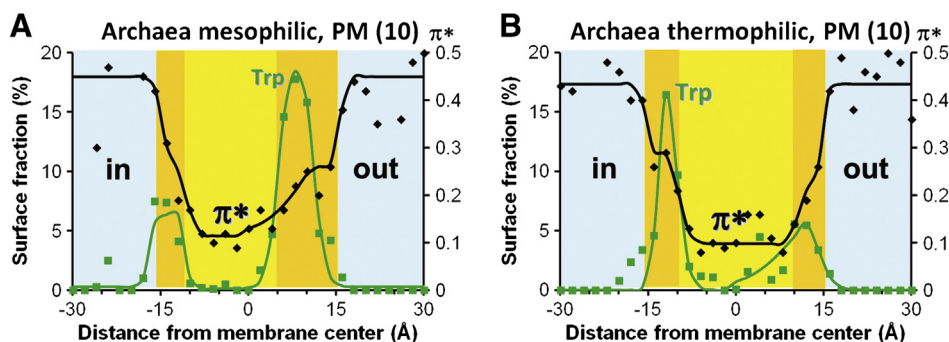 A
Archaea mesophilic, PM (10) π*
20
15
10
5
0
Surface fraction (%)
0.5
0.4
0.3
0.2
0.1
0
Trp
in
out
π*
-30
-15
0
15
30
Distance from membrane center (Å)
B
Archaea thermophilic, PM (10) π*
20
15
10
5
0
Surface fraction (%)
0.5
0.4
0.3
0.2
0.1
0
Trp
in
out
π*
-30
-15
0
15
30
Distance from membrane center (Å)